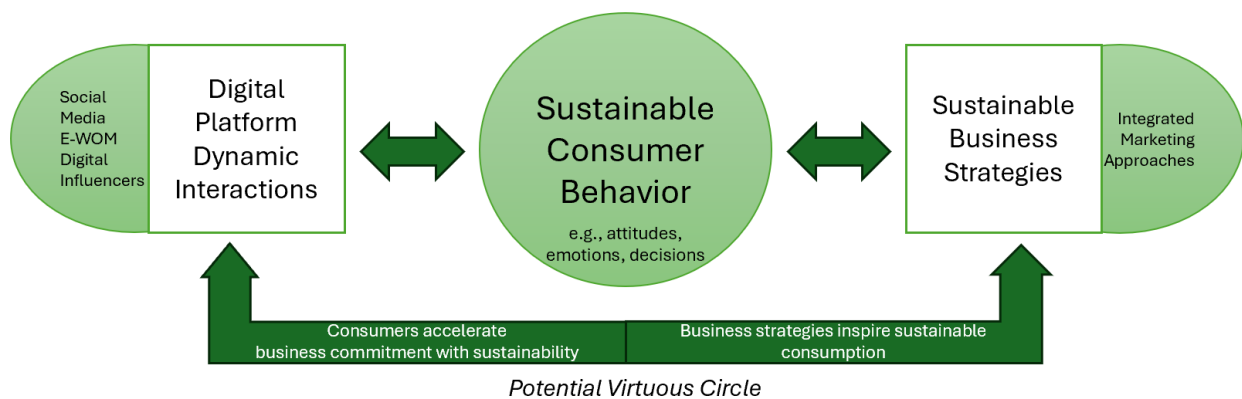 Social
Media
E-WOM
Digital
Influencers
Digital
Platform
Dynamic
Interactions
Sustainable
Consumer
Behavior
e.g., attitudes,
emotions, decisions
Sustainable
Business
Strategies
Integrated
Marketing
Approaches
Consumers accelerate
business commitment with sustainability
Business strategies inspire sustainable
consumption
Potential Virtuous Circle